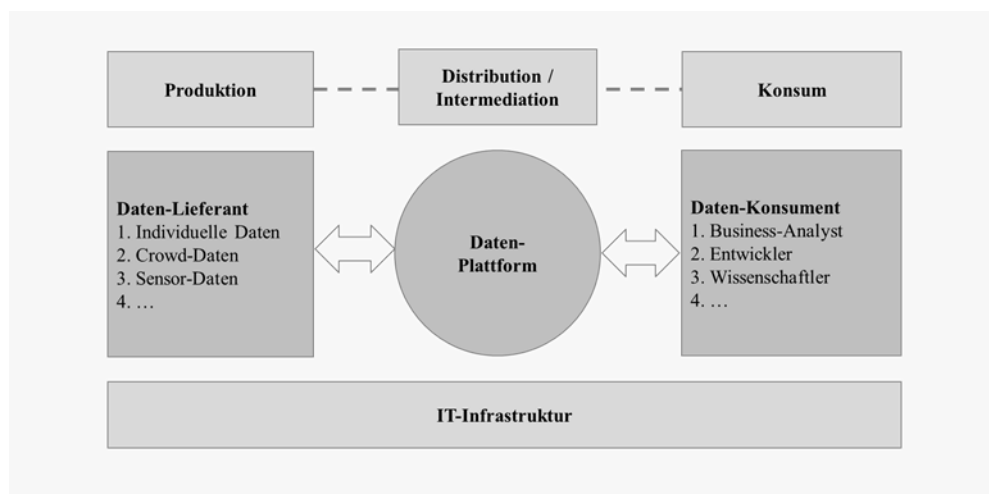 Produktion
Distribution /
Intermediation
Konsum
Daten-Lieferant
1. Individuelle Daten
2. Crowd-Daten
3. Sensor-Daten
4. …
Daten-
Plattform
Daten-Konsument
1. Business-Analyst
2. Entwickler
3. Wissenschaftler
4. …
IT-Infrastruktur